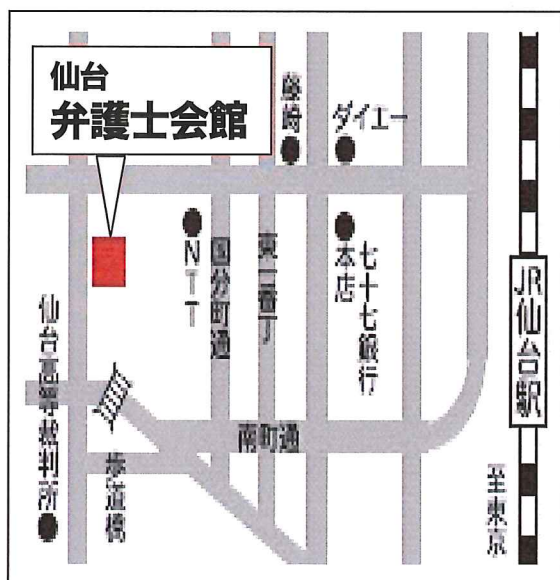 仙台
弁護士会館
藤崎
ダイエー
NTT
国分町通
東一番丁
七十七銀行
本店
JR仙台駅
仙台高等裁判所
歩道橋
南町通
至東京